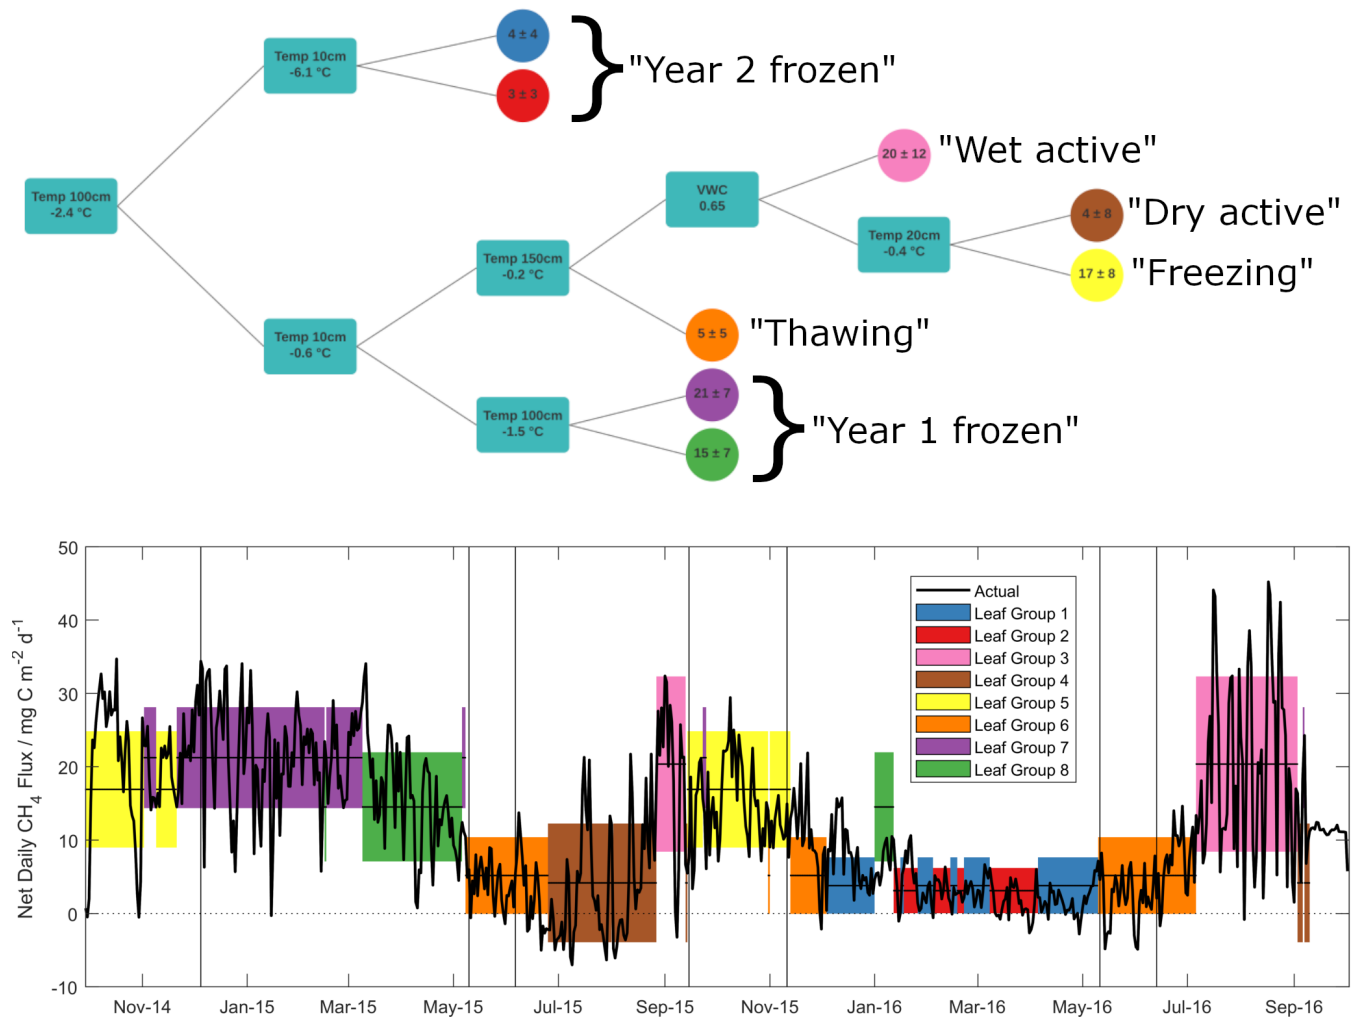 4 ± 4
Temp 10cm
-6.1 °C
"Year 2 frozen"
3 ± 3
"Wet active"
20 ± 12
Temp 100cm
-2.4 °C
VWC
0.65
4 ± 8
"Dry active"
Temp 20cm
-0.4 °C
Temp 150cm
-0.2 °C
17 ± 8
"Freezing"
Temp 10cm
-0.6 °C
5 ± 5
"Thawing"
21 ± 7
Temp 100cm
-1.5 °C
"Year 1 frozen"
15 ± 7
Net Daily CH4 Flux / mg C m-2 d-1
50
40
30
20
10
0
-10
Actual
Leaf Group 1
Leaf Group 2
Leaf Group 3
Leaf Group 4
Leaf Group 5
Leaf Group 6
Leaf Group 7
Leaf Group 8
Nov-14 Jan-15 Mar-15 May-15 Jul-15 Sep-15 Nov-15 Jan-16 Mar-16 May-16 Jul-16 Sep-16